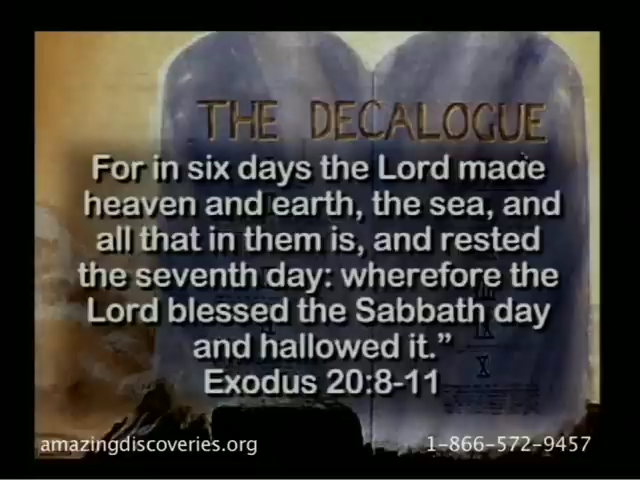 THE DECALOGUE
For in six days the Lord made
heaven and earth, the sea, and
all that in them is, and rested
the seventh day: wherefore the
Lord blessed the Sabbath day
and hallowed it.”
Exodus 20:8-11
amazingdiscoveries.org 1-866-572-9457